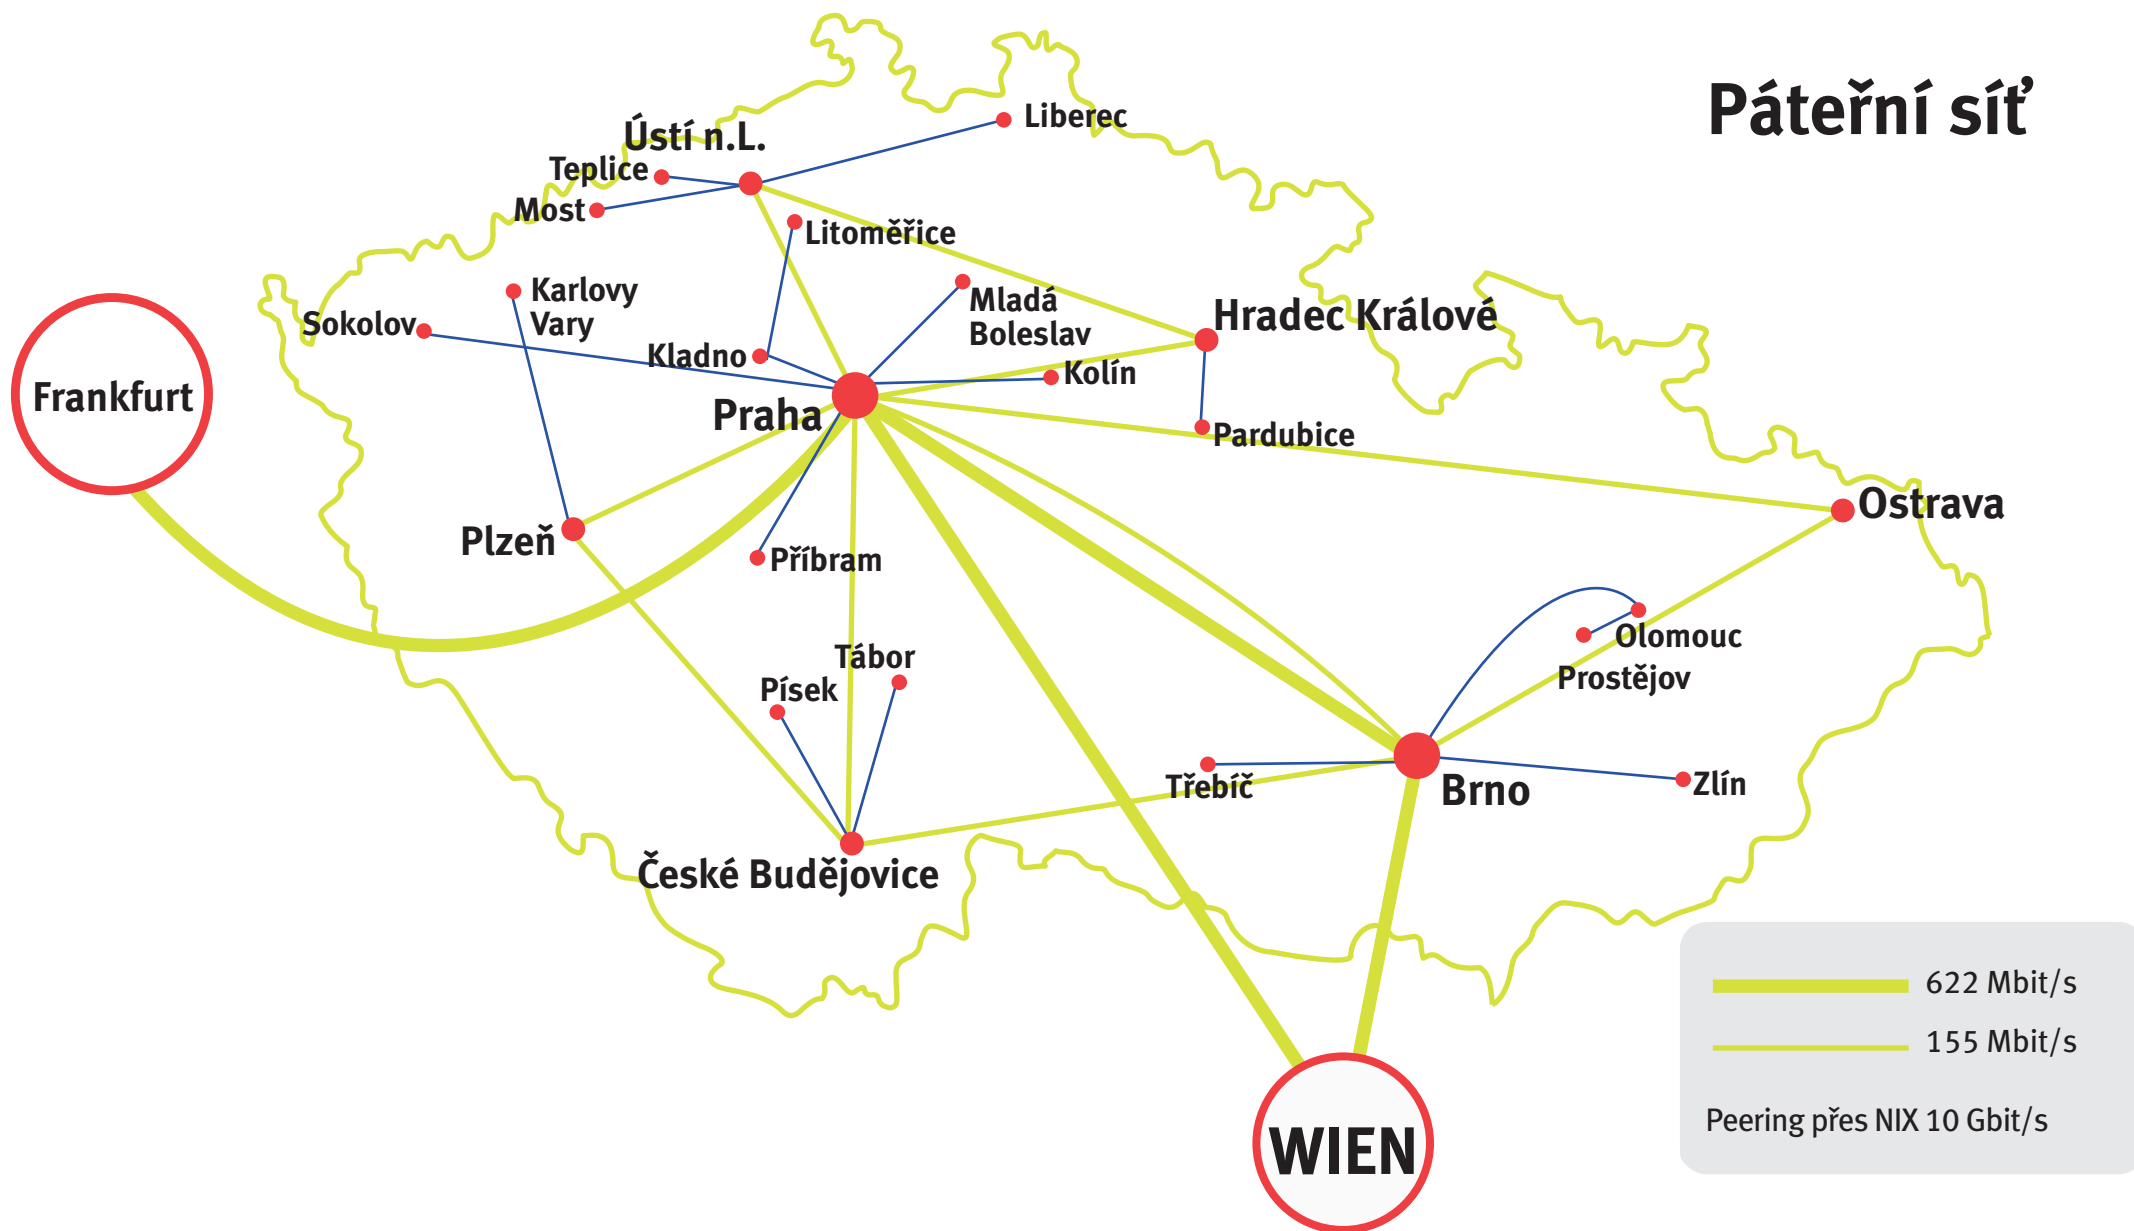 Páteřní síť
Liberec
Ústí n.L.
Teplice
Most
Litoměřice
Karlovy
Vary
Mladá
Boleslav
Sokolov
Hradec Králové
Kladno
Kolín
Frankfurt
Praha
Pardubice
Ostrava
Plzeň
Příbram
Olomouc
Tábor
Prostějov
Písek
Třebíč
Zlín
Brno
České Budějovice
622 Mbit/s
155 Mbit/s
Peering přes NIX 10 Gbit/s
WIEN